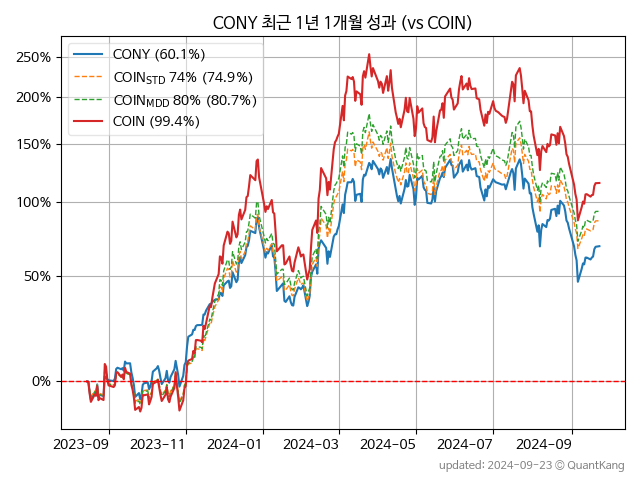 CONY 최근 1년 1개월 성과 (vs COIN)
250%
200%
150%
100%
50%
0%
CONY (60.1%)
COINSTD 74% (74.9%)
COINMDD 80% (80.7%)
COIN (99.4%)
2023-09 2023-11 2024-01 2024-03 2024-05 2024-07 2024-09
updated: 2024-09-23 ⓒ QuantKang